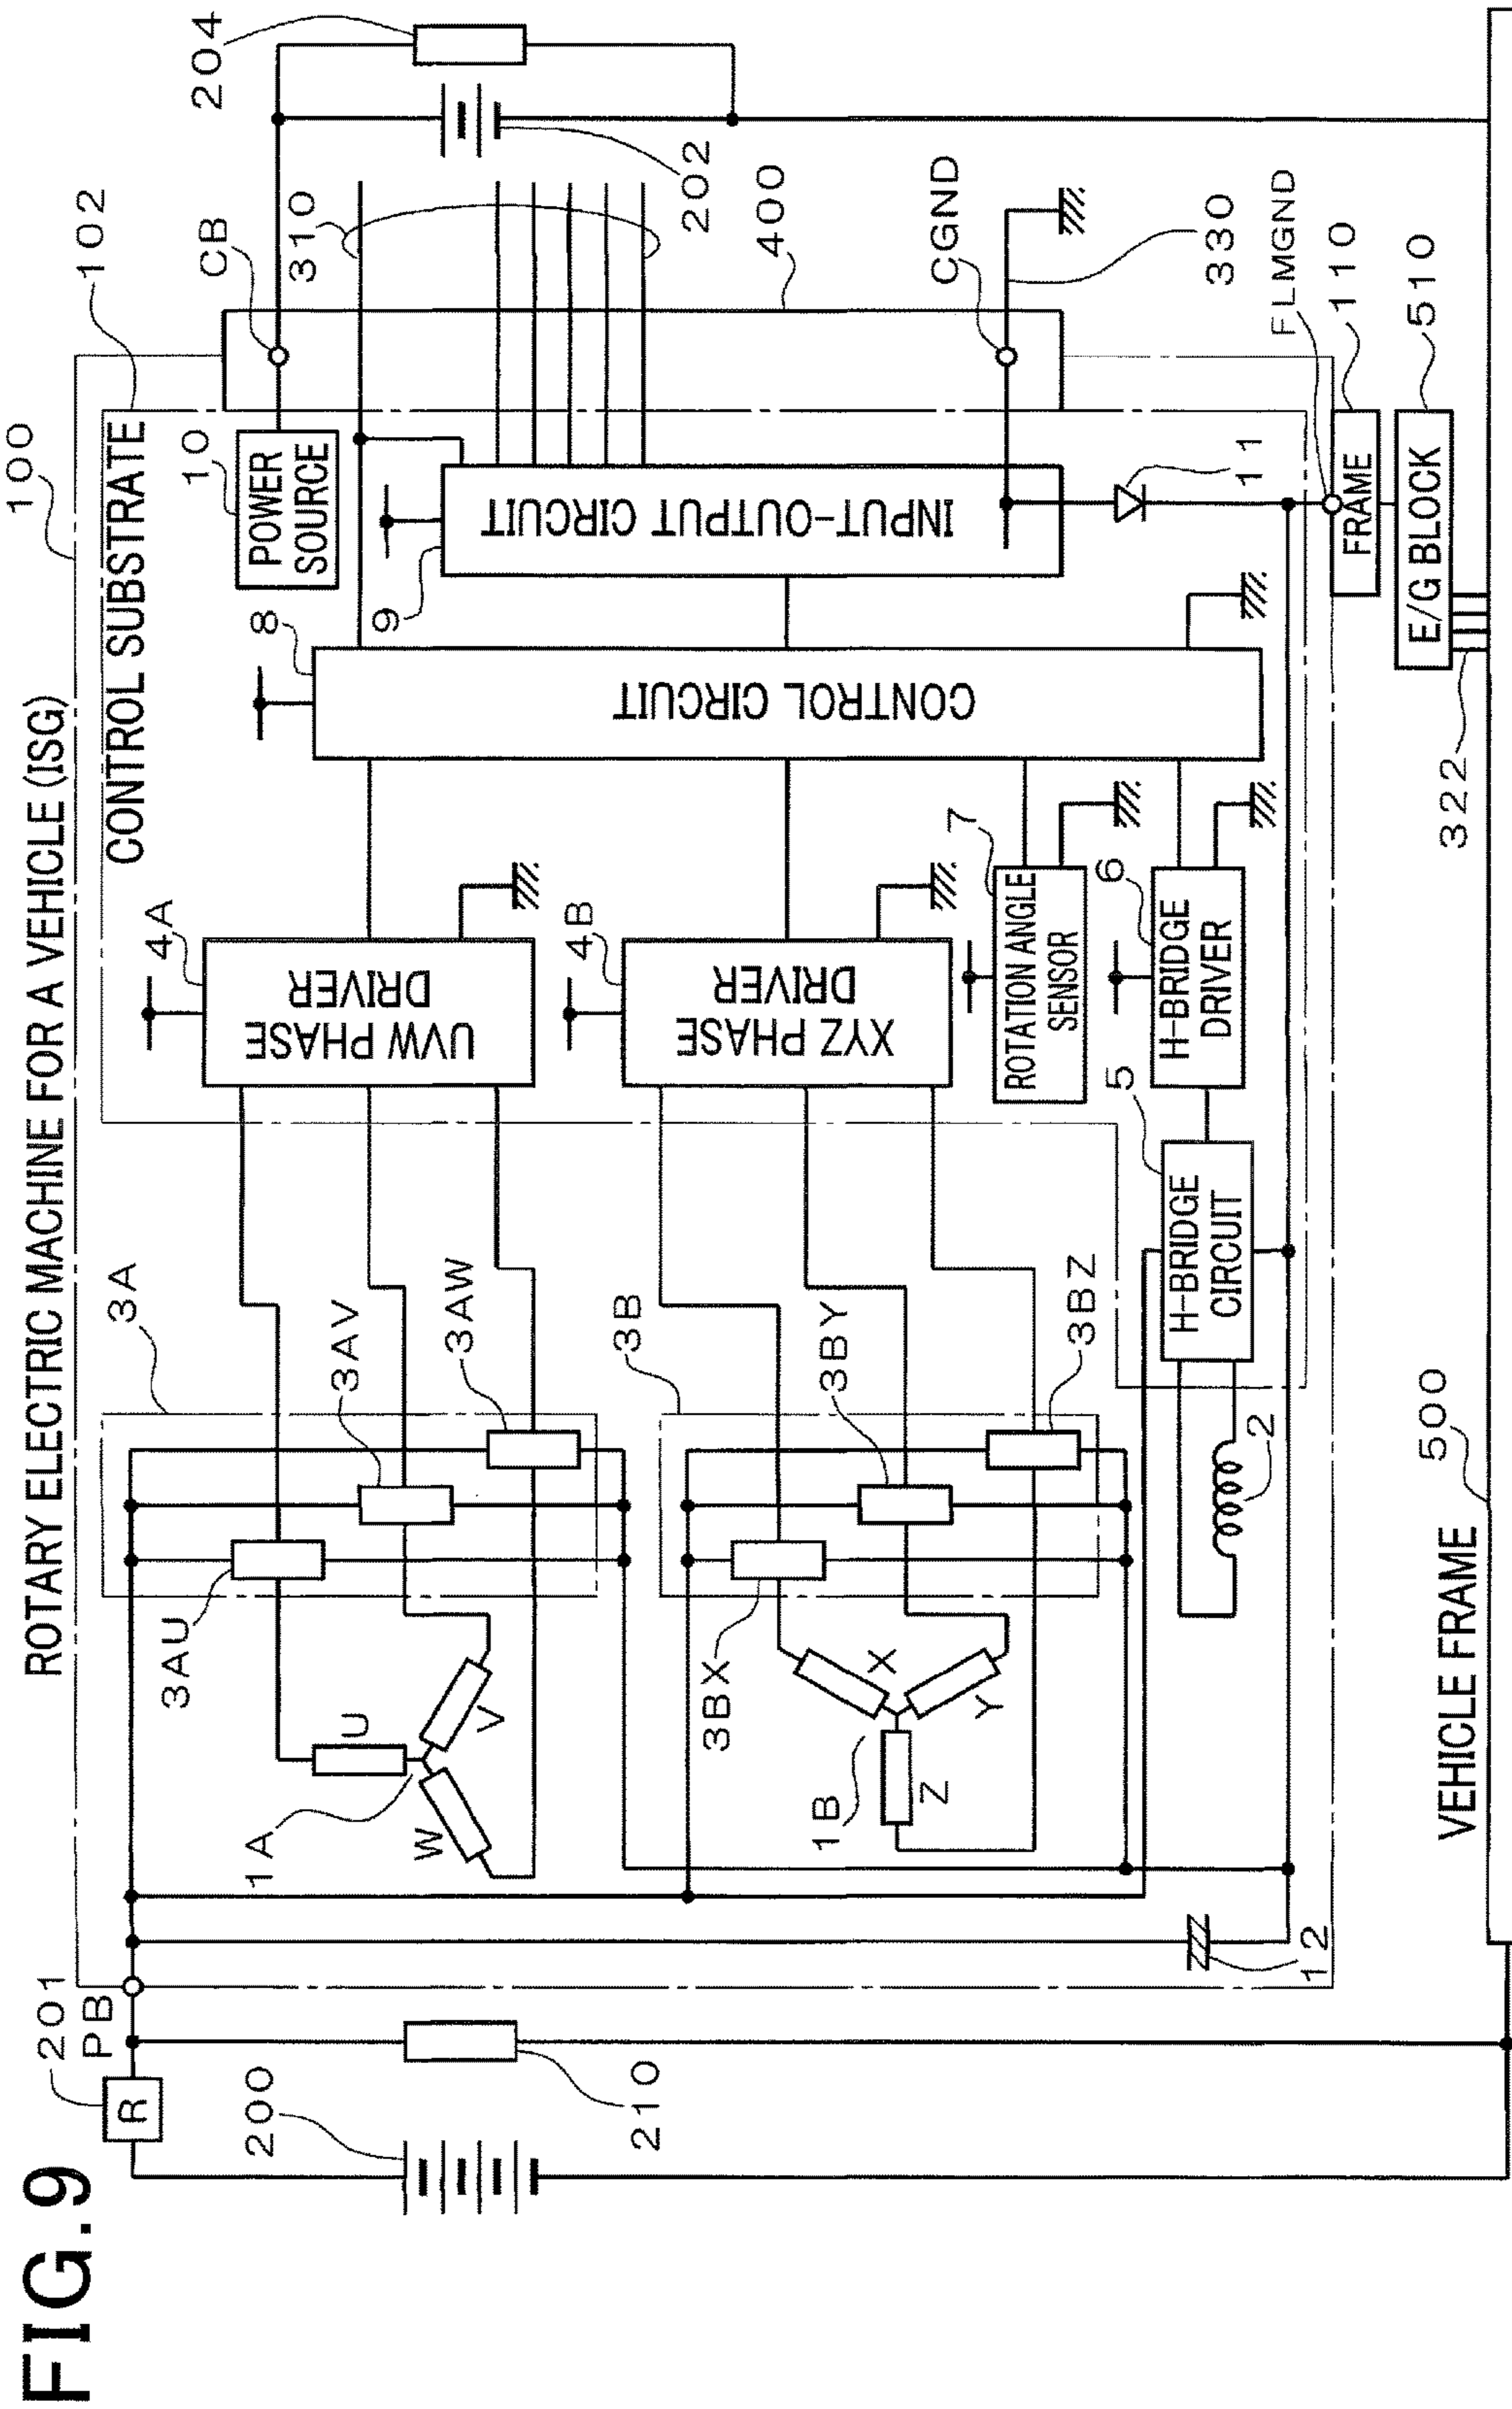 FIG.9
ROTARY ELECTRIC MACHINE FOR A VEHICLE (ISG)
100
102
CONTROL SUBSTRATE
201
R
PB
200
210
3A
3AU
3AV
3AW
1A
U
V
W
3B
3BX
3BY
3BZ
1B
X
Y
Z
4A
UVW PHASE
DRIVER
4B
XYZ PHASE
DRIVER
7
ROTATION ANGLE
SENSOR
6
H-BRIDGE
DRIVER
5
H-BRIDGE
CIRCUIT
2
12
8
CONTROL CIRCUIT
9
INPUT-OUTPUT CIRCUIT
10
POWER
SOURCE
11
CB
310
204
202
400
CGND
330
FLMGND
110
FRAME
510
E/G BLOCK
322
500
VEHICLE FRAME